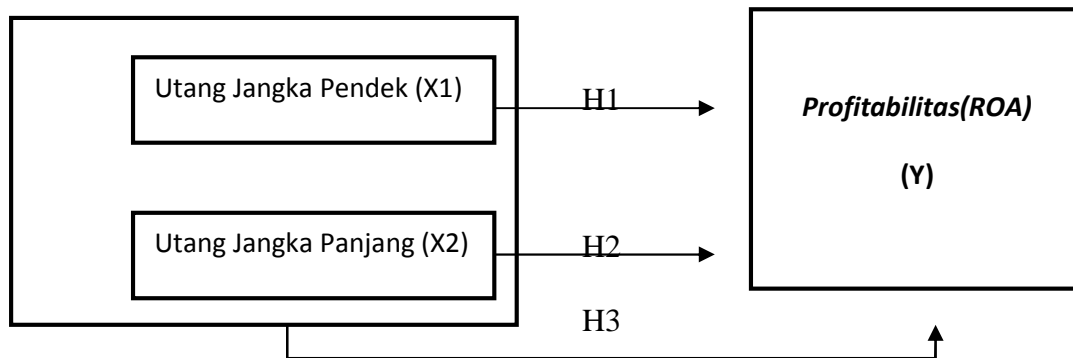 Utang Jangka Pendek (X1)
H1
Profitabilitas(ROA)
(Y)
Utang Jangka Panjang (X2)
H2
H3